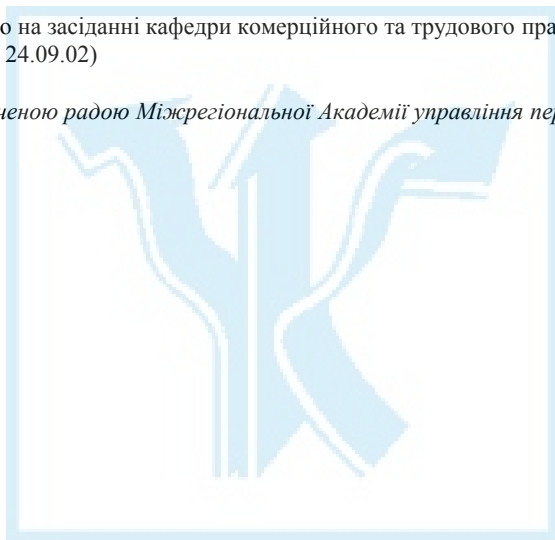 о на засіданні кафедри комерційного та трудового пра
24.09.02)
ченою радою Міжрегіональної Академії управління пер